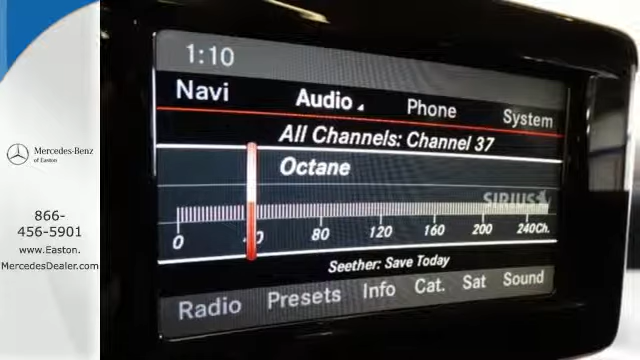 Mercedes-Benz
of Easton
866-
456-5901
www.Easton.
MercedesDealer.com
1:10
Navi Audio Phone System
All Channels: Channel 37
Octane
SIRIUS
0 80 120 160 200 240Ch.
Seether: Save Today
Radio Presets Info Cat. Sat Sound